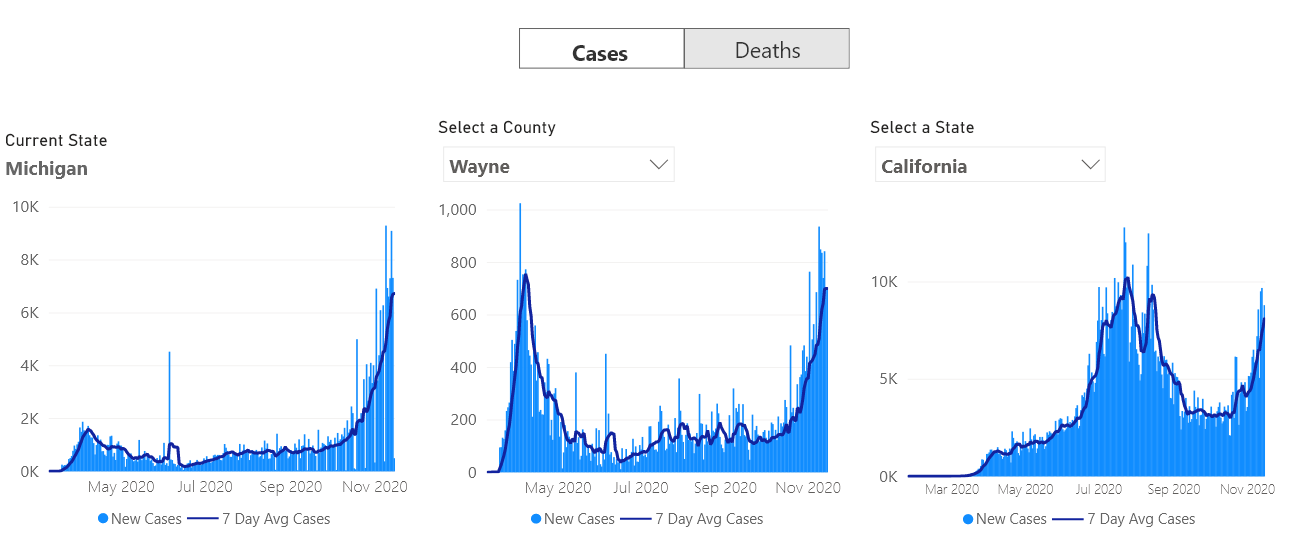 Cases Deaths
Current State
Michigan
10K
8K
6K
4K
2K
0K
May 2020 Jul 2020 Sep 2020 Nov 2020
New Cases 7 Day Avg Cases
Select a County
Wayne
1,000
800
600
400
200
0
May 2020 Jul 2020 Sep 2020 Nov 2020
New Cases 7 Day Avg Cases
Select a State
California
10K
5K
0K
Mar 2020 May 2020 Jul 2020 Sep 2020 Nov 2020
New Cases 7 Day Avg Cases